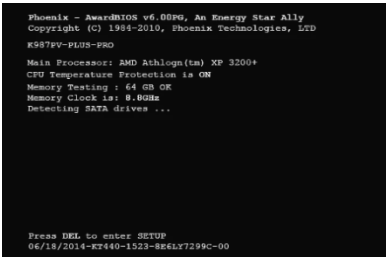 Phoenix - AwardBIOS v6.00PG, An Energy Star Ally
Copyright (C) 1984-2010, Phoenix Technologies, LTD
K987PV-PLUS-PRO
Main Processor: AMD Athlogn(tm) XP 3200+
CPU Temperature Protection is ON
Memory Testing : 64 GB OK
Memory Clock is: 8.0GHz
Detecting SATA drives ...
Press DEL to enter SETUP
06/18/2014-KT440-1523-8E6LY7299C-00